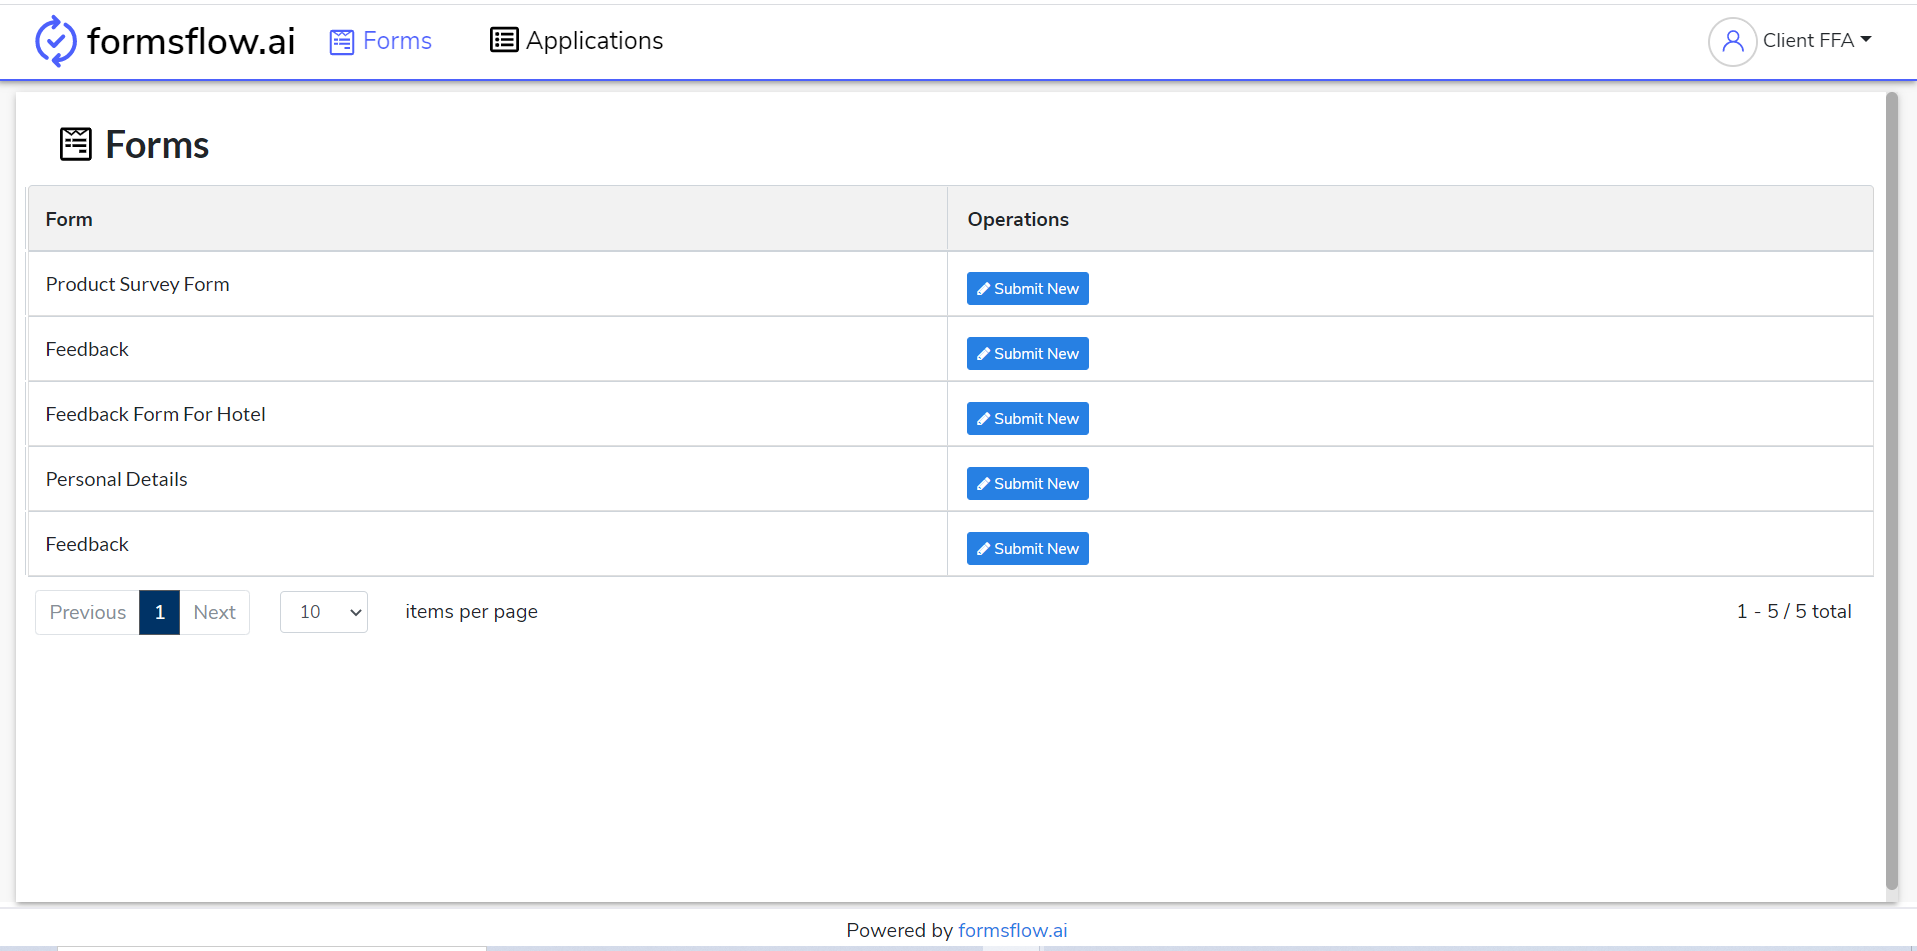 formsflow.ai Forms Applications Client FFA
Forms
Form Operations
Product Survey Form Submit New
Feedback Submit New
Feedback Form For Hotel Submit New
Personal Details Submit New
Feedback Submit New
Previous 1 Next 10 items per page 1 - 5 / 5 total
Powered by formsflow.ai